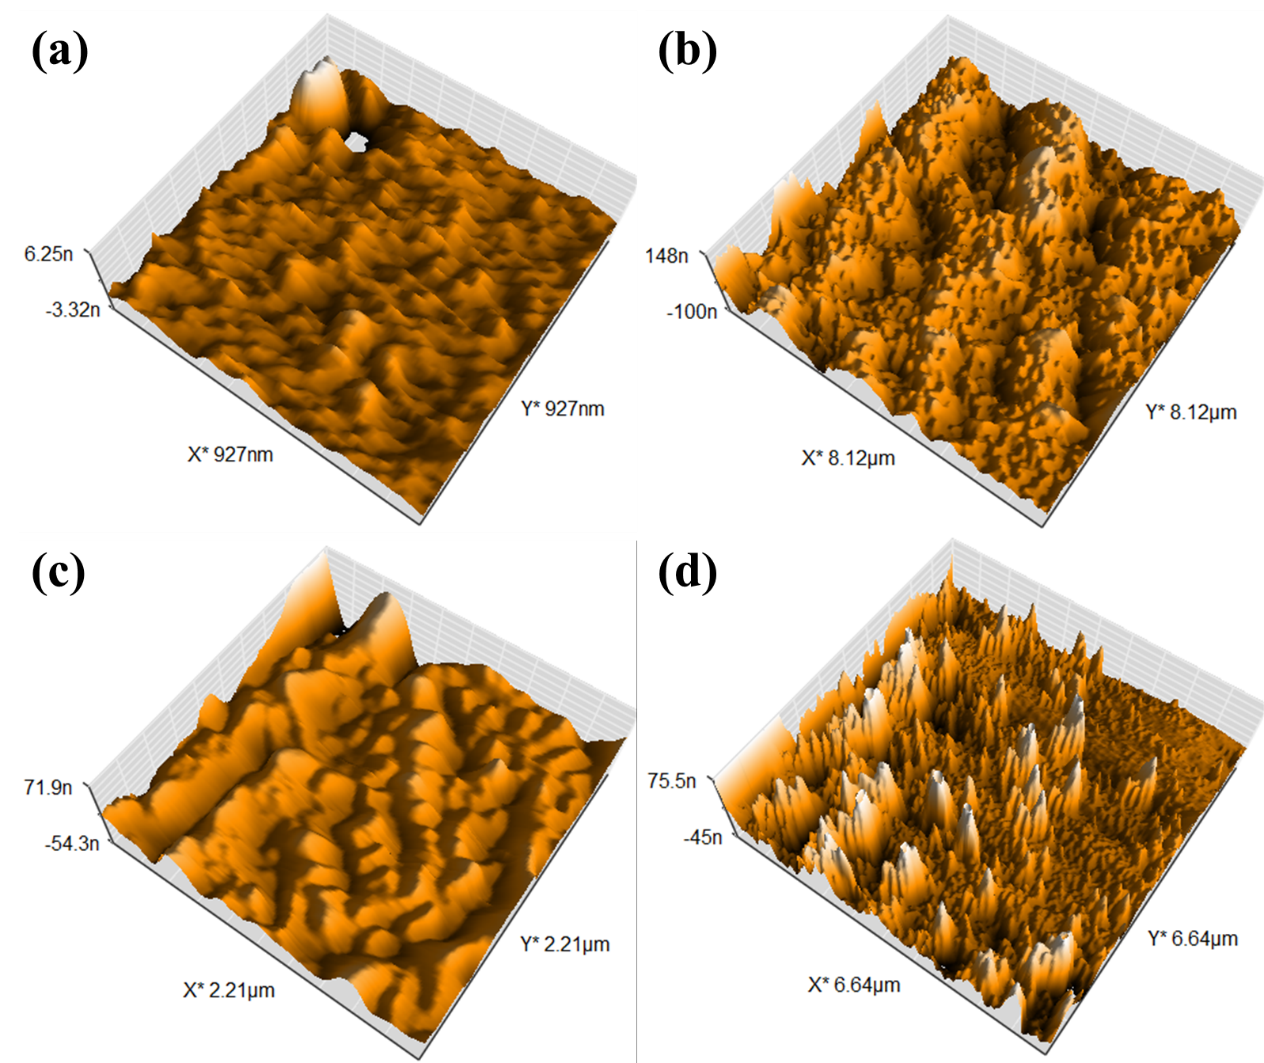 (a)
6.25n
-3.32n
X* 927nm
Y* 927nm
(b)
148n
-100n
X* 8.12µm
Y* 8.12µm
(c)
71.9n
-54.3n
X* 2.21µm
Y* 2.21µm
(d)
75.5n
-45n
X* 6.64µm
Y* 6.64µm